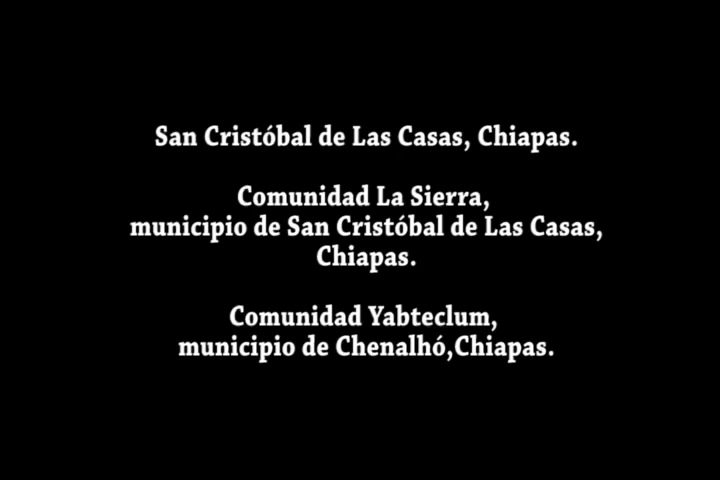 San Cristóbal de Las Casas, Chiapas.
Comunidad La Sierra,
municipio de San Cristóbal de Las Casas,
Chiapas.
Comunidad Yabteclum,
municipio de Chenalhó,Chiapas.